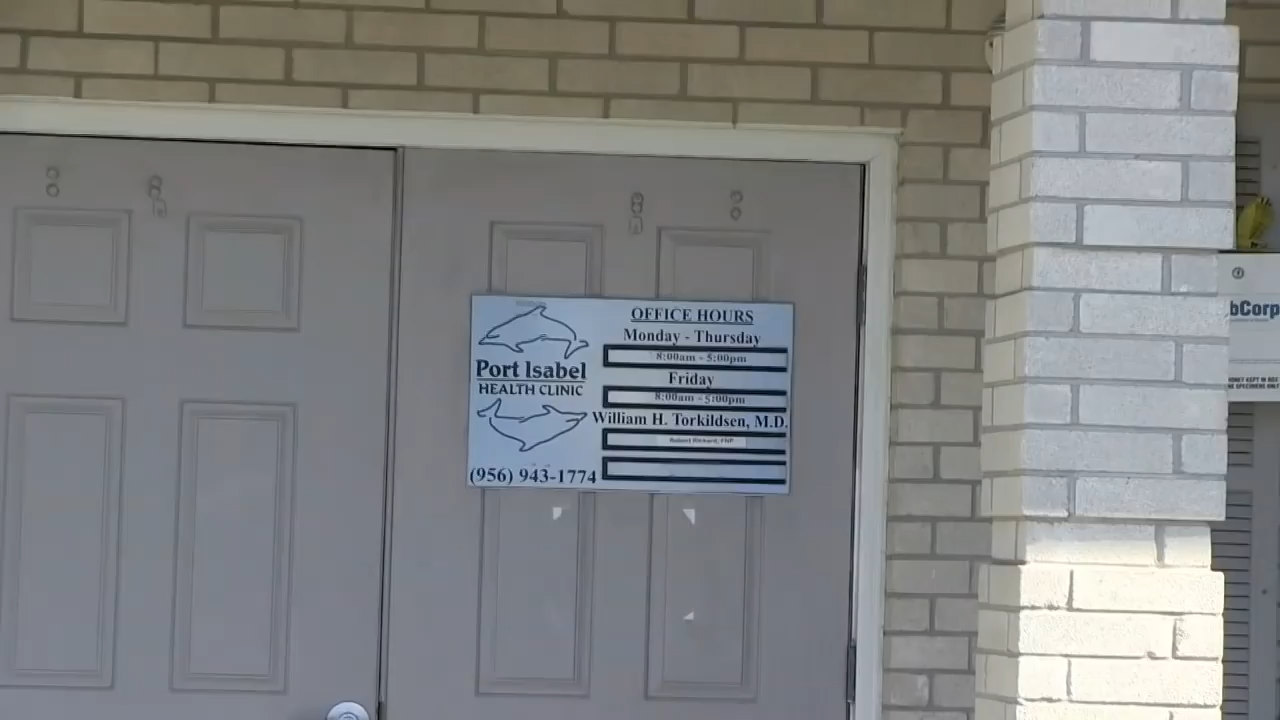 Port Isabel
HEALTH CLINIC
(956) 943-1774
OFFICE HOURS
Monday - Thursday
8:00am - 5:00pm
Friday
8:00am - 5:00pm
William H. Torkildsen, M.D.
Robert Rickard, FNP
bCorp